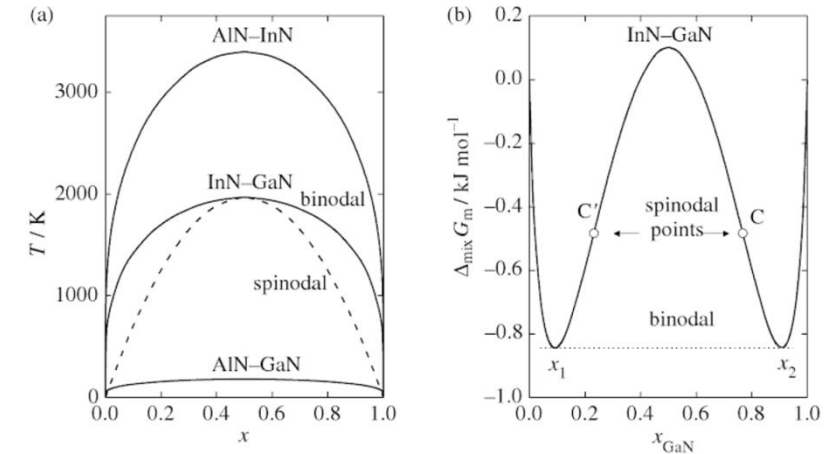 (a)
AlN–InN
3000
InN–GaN
2000
binodal
T / K
spinodal
1000
AlN–GaN
0
0.0 0.2 0.4 0.6 0.8 1.0
x
(b)
0.2
InN–GaN
0.0
−0.2
ΔmixGm / kJ mol−1
C′
spinodal
points
C
−0.4
−0.6
binodal
−0.8
x1
x2
−1.0
0.0 0.2 0.4 0.6 0.8 1.0
xGaN